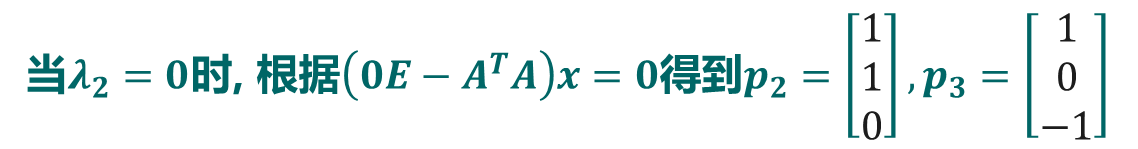 当λ₂ = 0时, 根据(0E − AᵀA)x = 0得到p₂ = [1 1 0], p₃ = [1 0 −1]